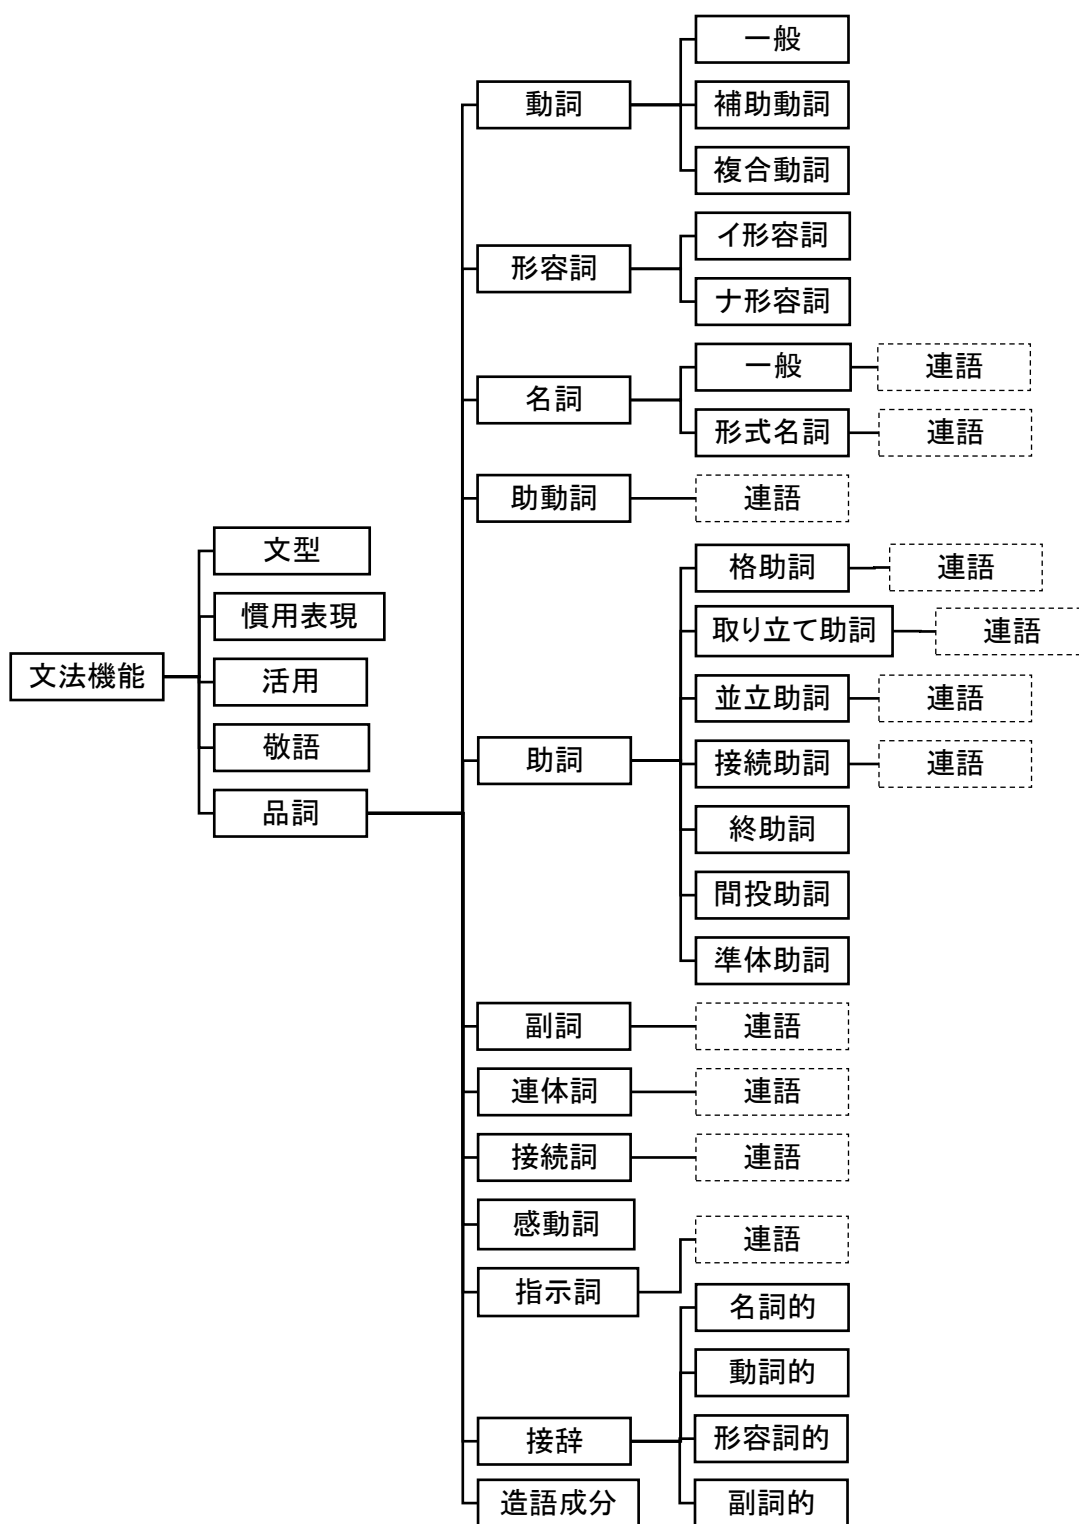 文法機能
文型
慣用表現
活用
敬語
品詞
動詞
一般
補助動詞
複合動詞
形容詞
イ形容詞
ナ形容詞
名詞
一般
連語
形式名詞
連語
助動詞
連語
助詞
格助詞
連語
取り立て助詞
連語
並立助詞
連語
接続助詞
連語
終助詞
間投助詞
準体助詞
副詞
連語
連体詞
連語
接続詞
連語
感動詞
指示詞
連語
接辞
名詞的
動詞的
形容詞的
副詞的
造語成分